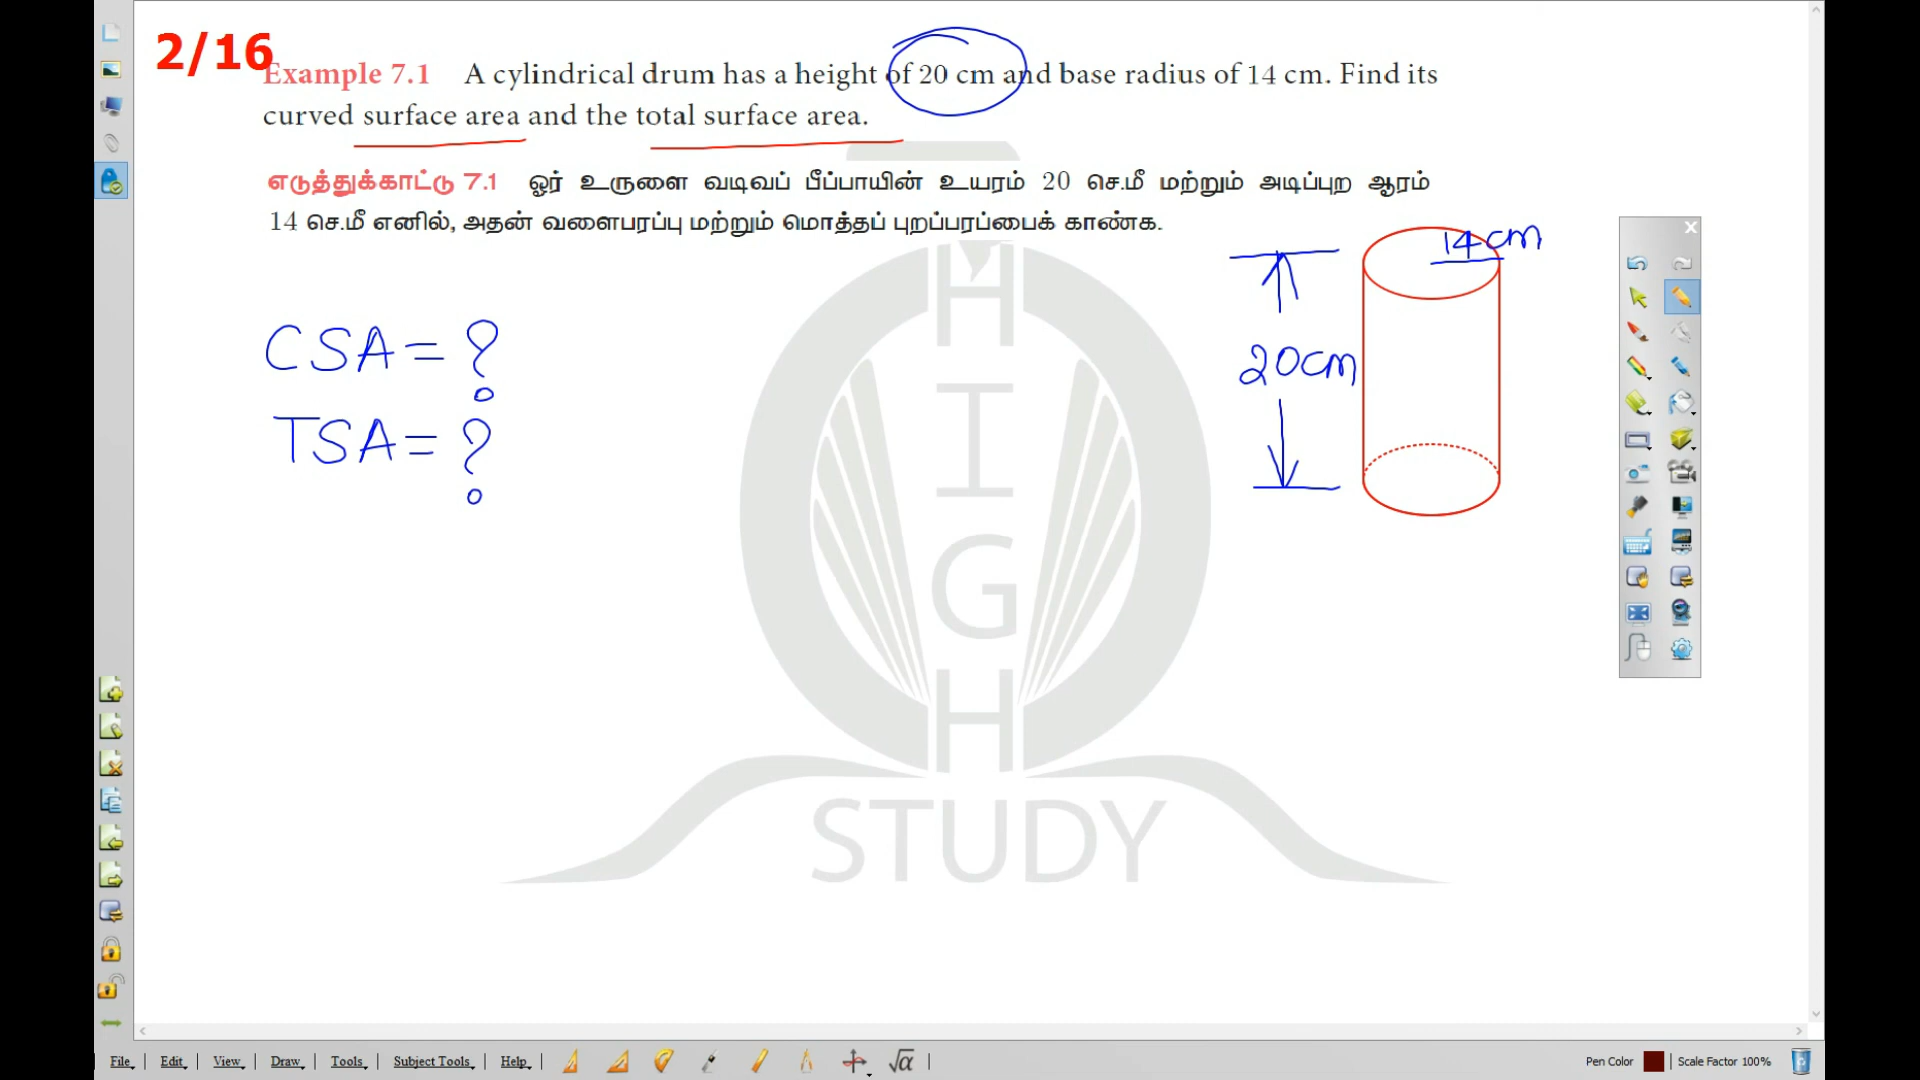 2/16
Example 7.1 A cylindrical drum has a height of 20 cm and base radius of 14 cm. Find its
curved surface area and the total surface area.
எடுத்துக்காட்டு 7.1 ஓர் உருளை வடிவப் பீப்பாயின் உயரம் 20 செ.மீ மற்றும் அடிப்புற ஆரம்
14 செ.மீ எனில், அதன் வளைபரப்பு மற்றும் மொத்தப் புறப்பரப்பைக் காண்க.
14cm
CSA = ?
20cm
TSA = ?
HIGH
STUDY
File Edit View Draw Tools Subject Tools Help √α Pen Color Scale Factor 100%